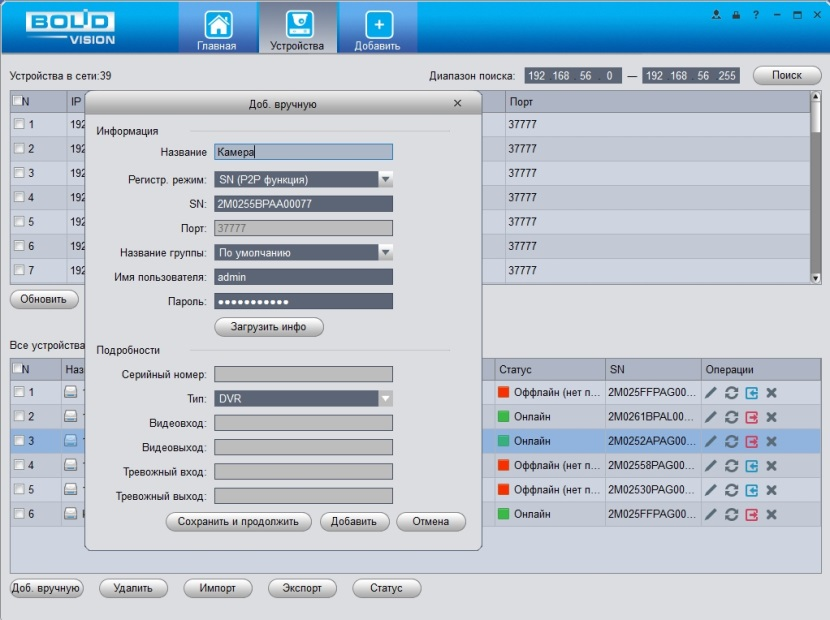 BOLID
VISION
Главная
Устройства
Добавить
Устройства в сети:39
Диапазон поиска: 192 .168 . 56 . 0 — 192 .168 . 56 . 255 Поиск
N IP Порт
1 192 37777
2 192 37777
3 192 37777
4 192 37777
5 192 37777
6 192 37777
7 192 37777
Обновить
Доб. вручную
Информация
Название Камера
Регистр. режим: SN (P2P функция)
SN: 2M0255BPAA00077
Порт: 37777
Название группы: По умолчанию
Имя пользователя: admin
Пароль: ●●●●●●●●●●●
Загрузить инфо
Подробности
Серийный номер:
Тип: DVR
Видеовход:
Видеовыход:
Тревожный вход:
Тревожный выход:
Сохранить и продолжить Добавить Отмена
Все устройства
N Наз Статус SN Операции
1 Оффлайн (нет п... 2M025FFPAG00...
2 Онлайн 2M0261BPAL00...
3 Онлайн 2M0252APAG00...
4 Оффлайн (нет п... 2M02558PAG00...
5 Оффлайн (нет п... 2M02530PAG00...
6 Онлайн 2M025FFPAG00...
Доб. вручную Удалить Импорт Экспорт Статус